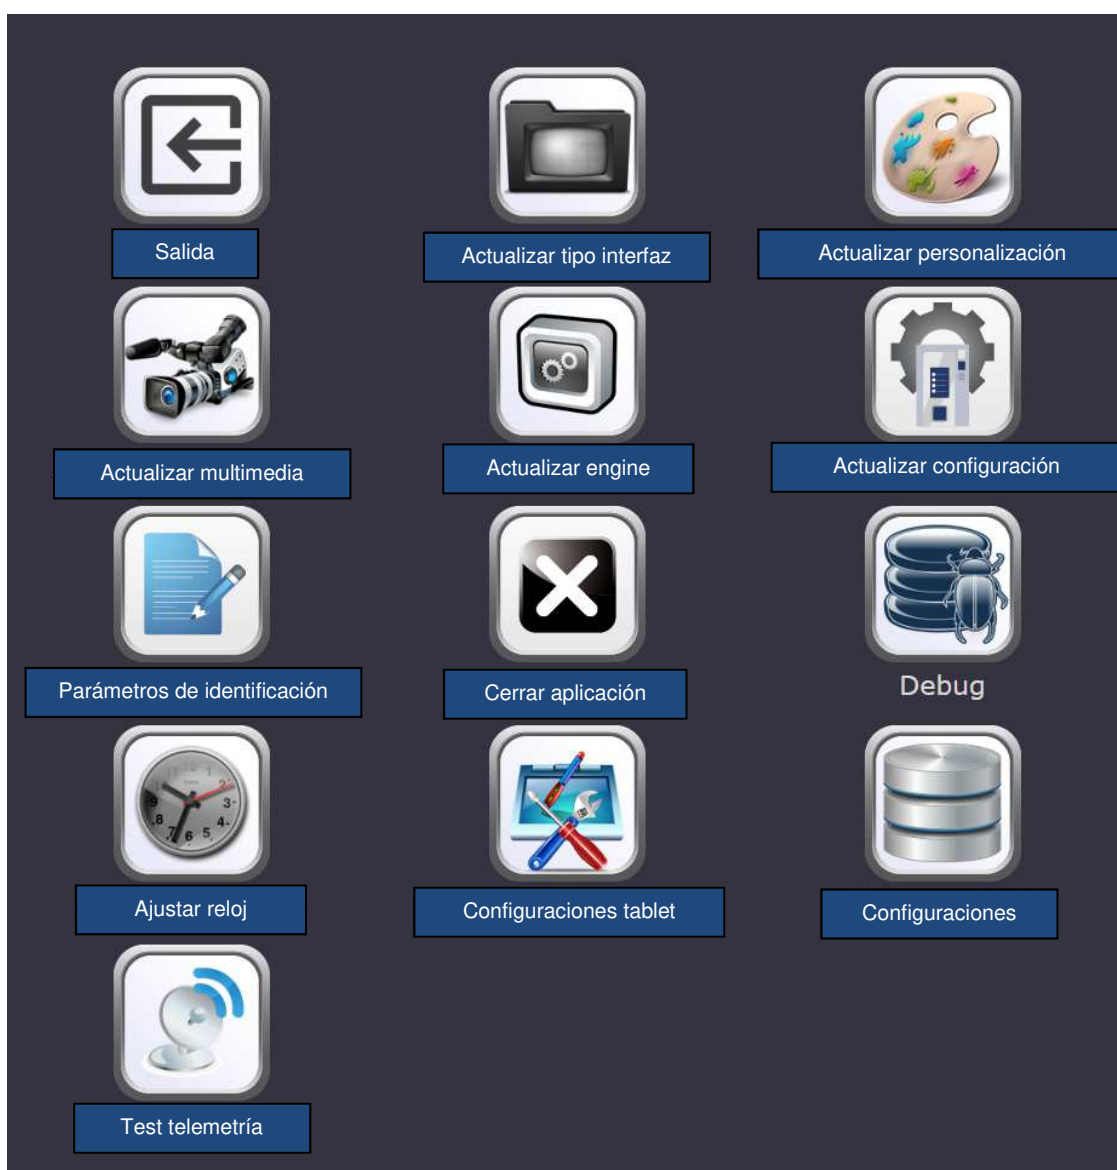 Salida
Actualizar tipo interfaz
Actualizar personalización
Actualizar multimedia
Actualizar engine
Actualizar configuración
Parámetros de identificación
Cerrar aplicación
Debug
Ajustar reloj
Configuraciones tablet
Configuraciones
Test telemetría